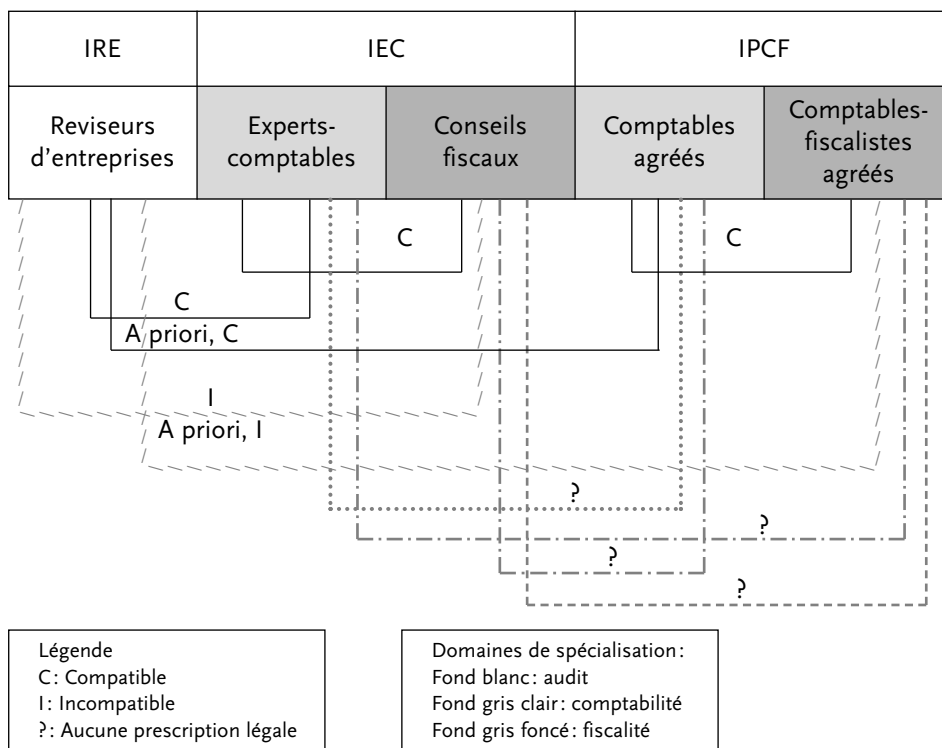 IRE
IEC
IPCF
Reviseurs
d'entreprises
Experts-
comptables
Conseils
fiscaux
Comptables
agréés
Comptables-
fiscalistes
agréés
C
C
C
A priori, C
I
A priori, I
?
?
?
?
Légende
C : Compatible
I : Incompatible
? : Aucune prescription légale
Domaines de spécialisation :
Fond blanc : audit
Fond gris clair : comptabilité
Fond gris foncé : fiscalité